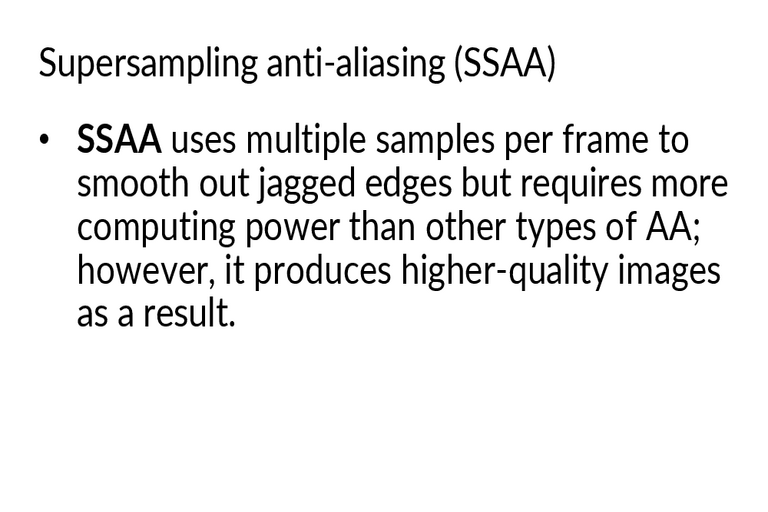 Supersampling anti-aliasing (SSAA)
• SSAA uses multiple samples per frame to
smooth out jagged edges but requires more
computing power than other types of AA;
however, it produces higher-quality images
as a result.